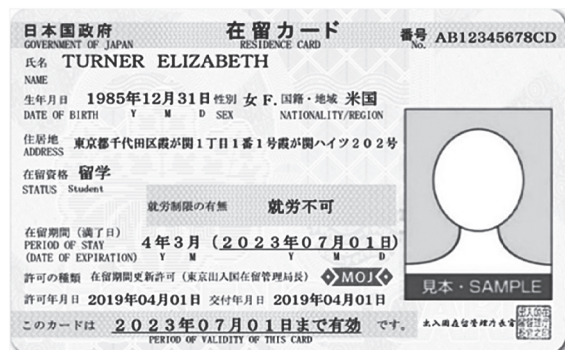 日本国政府 在留カード 番号 AB12345678CD
GOVERNMENT OF JAPAN RESIDENCE CARD No.
氏名 TURNER ELIZABETH
NAME
生年月日 1985年12月31日 性別 女 F. 国籍・地域 米国
DATE OF BIRTH Y M D SEX NATIONALITY/REGION
住居地 東京都千代田区霞が関1丁目1番1号霞が関ハイツ202号
ADDRESS
在留資格 留学
STATUS Student
就労制限の有無 就労不可
在留期間(満了日) 4年3月(2023年07月01日)
PERIOD OF STAY
(DATE OF EXPIRATION) Y M Y M D
許可の種類 在留期間更新許可(東京出入国在留管理局長) MOJ
見本・SAMPLE
許可年月日 2019年04月01日 交付年月日 2019年04月01日
このカードは 2023年07月01日まで有効 です。
PERIOD OF VALIDITY OF THIS CARD
出入国在留管理庁長官